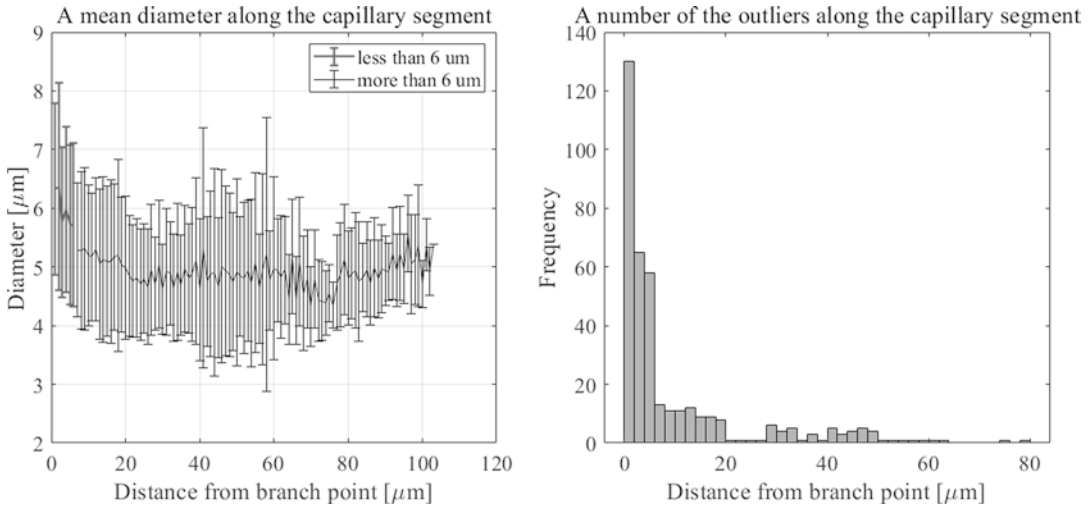 A mean diameter along the capillary segment
9
8
7
6
5
4
3
2
Diameter [μm]
less than 6 um
more than 6 um
0 20 40 60 80 100 120
Distance from branch point [μm]
A number of the outliers along the capillary segment
140
120
100
80
60
40
20
0
Frequency
0 20 40 60 80
Distance from branch point [μm]